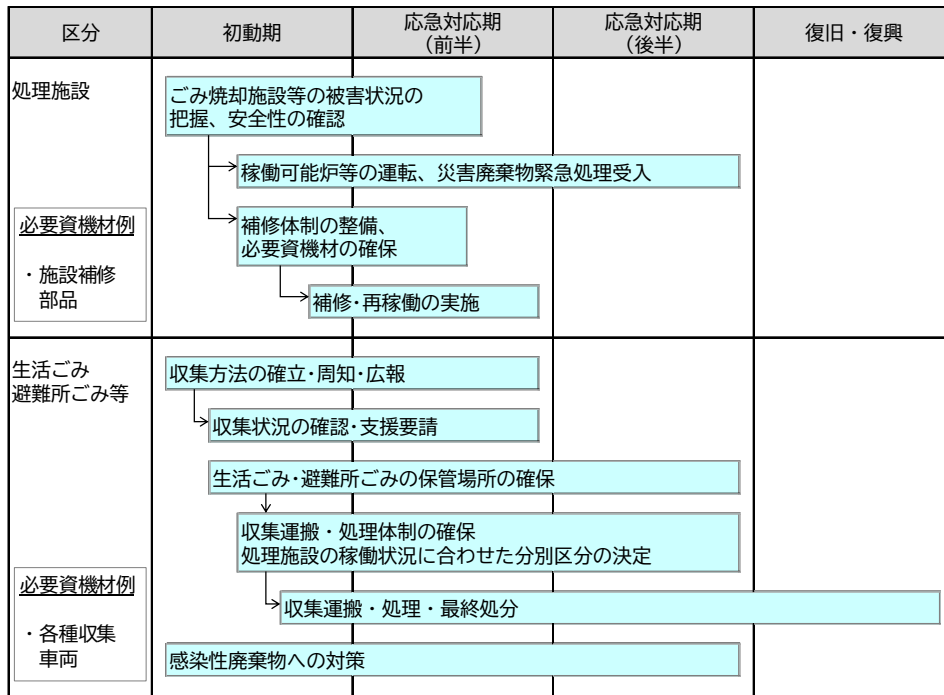 区分
初動期
応急対応期
（前半）
応急対応期
（後半）
復旧・復興
処理施設
ごみ焼却施設等の被害状況の
把握、安全性の確認
稼働可能炉等の運転、災害廃棄物緊急処理受入
必要資機材例
・施設補修
部品
補修体制の整備、
必要資機材の確保
補修・再稼働の実施
生活ごみ
避難所ごみ等
収集方法の確立・周知・広報
収集状況の確認・支援要請
生活ごみ・避難所ごみの保管場所の確保
収集運搬・処理体制の確保
処理施設の稼働状況に合わせた分別区分の決定
必要資機材例
・各種収集
車両
収集運搬・処理・最終処分
感染性廃棄物への対策